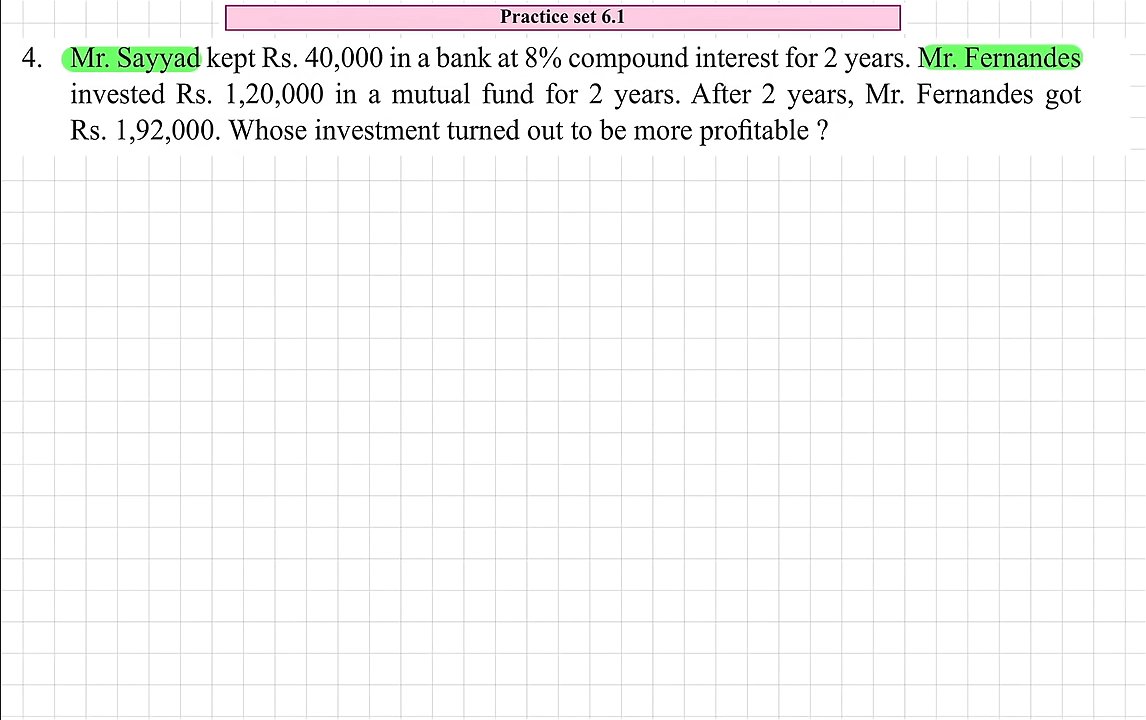 Practice set 6.1
4. Mr. Sayyad kept Rs. 40,000 in a bank at 8% compound interest for 2 years. Mr. Fernandes
invested Rs. 1,20,000 in a mutual fund for 2 years. After 2 years, Mr. Fernandes got
Rs. 1,92,000. Whose investment turned out to be more profitable ?